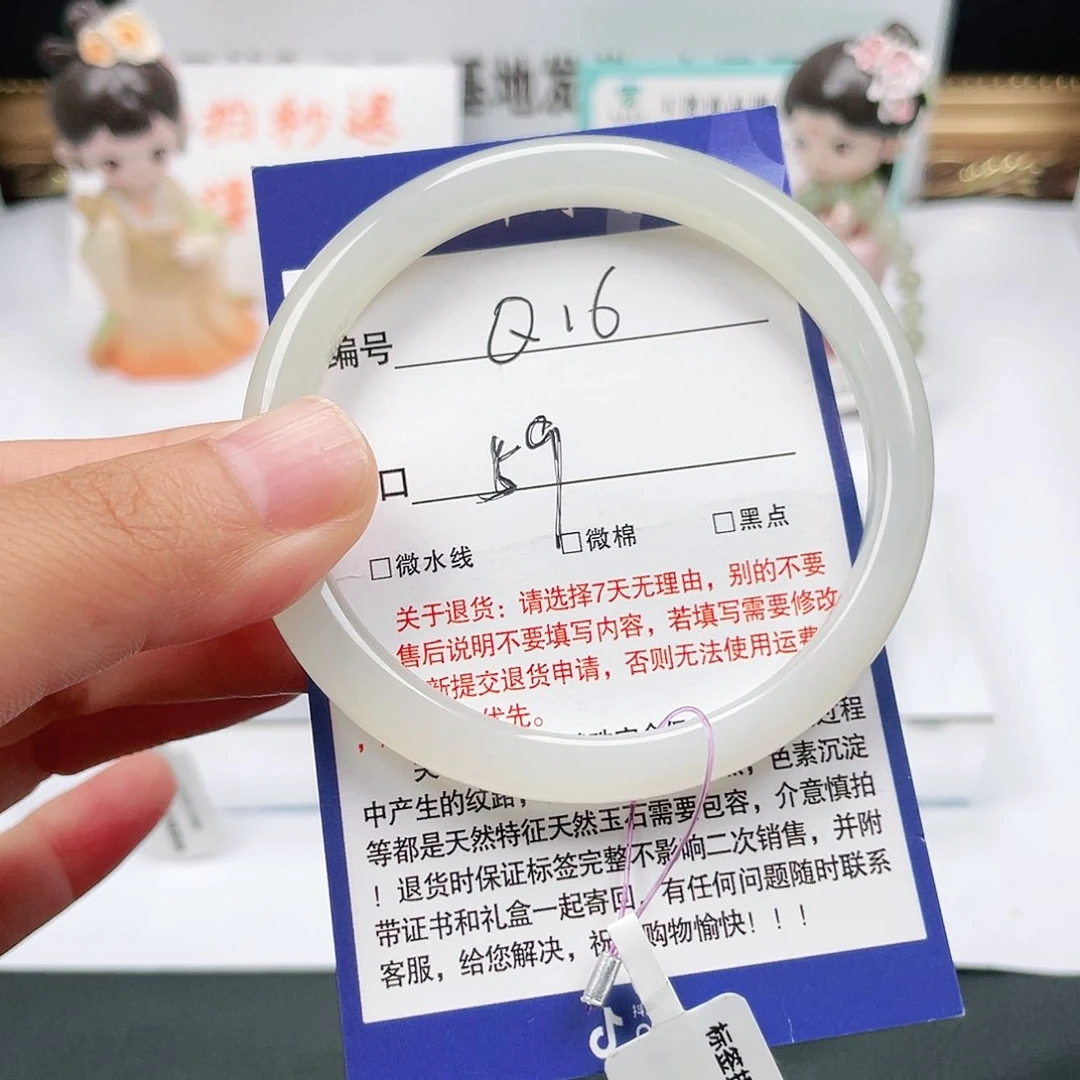 基地发
编号 Q16
口 59
□微水线 □微棉 □黑点
关于退货：请选择7天无理由，别的不要
售后说明不要填写内容，若填写需要修改
新提交退货申请，否则无法使用运费
优先。
过程
色素沉淀
中产生的纹路，
等都是天然特征天然玉石需要包容，介意慎拍
！退货时保证标签完整不影响二次销售，并附
带证书和礼盒一起寄回，有任何问题随时联系
客服，给您解决，祝 购物愉快！！！
标签